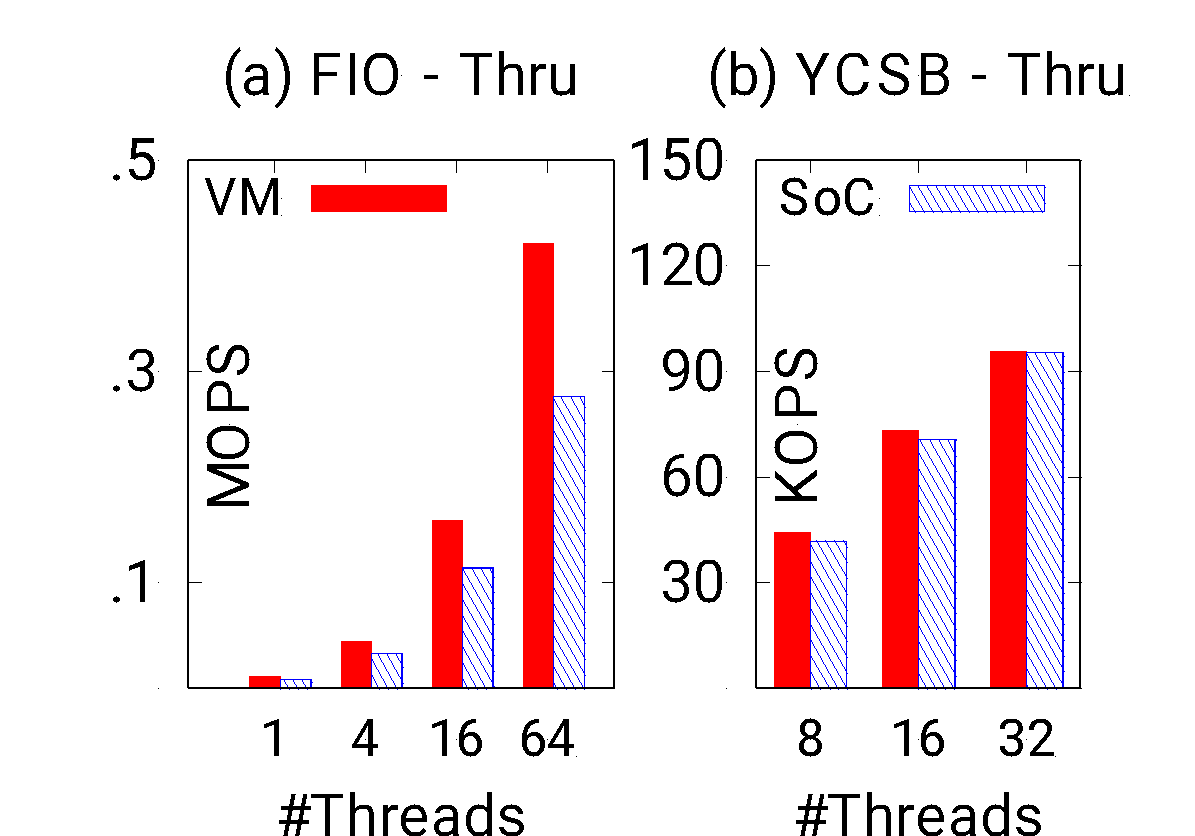 (a) FIO - Thru
.5
.3
.1
VM
MOPS
1 4 16 64
#Threads
(b) YCSB - Thru
150
120
90
60
30
SoC
KOPS
8 16 32
#Threads